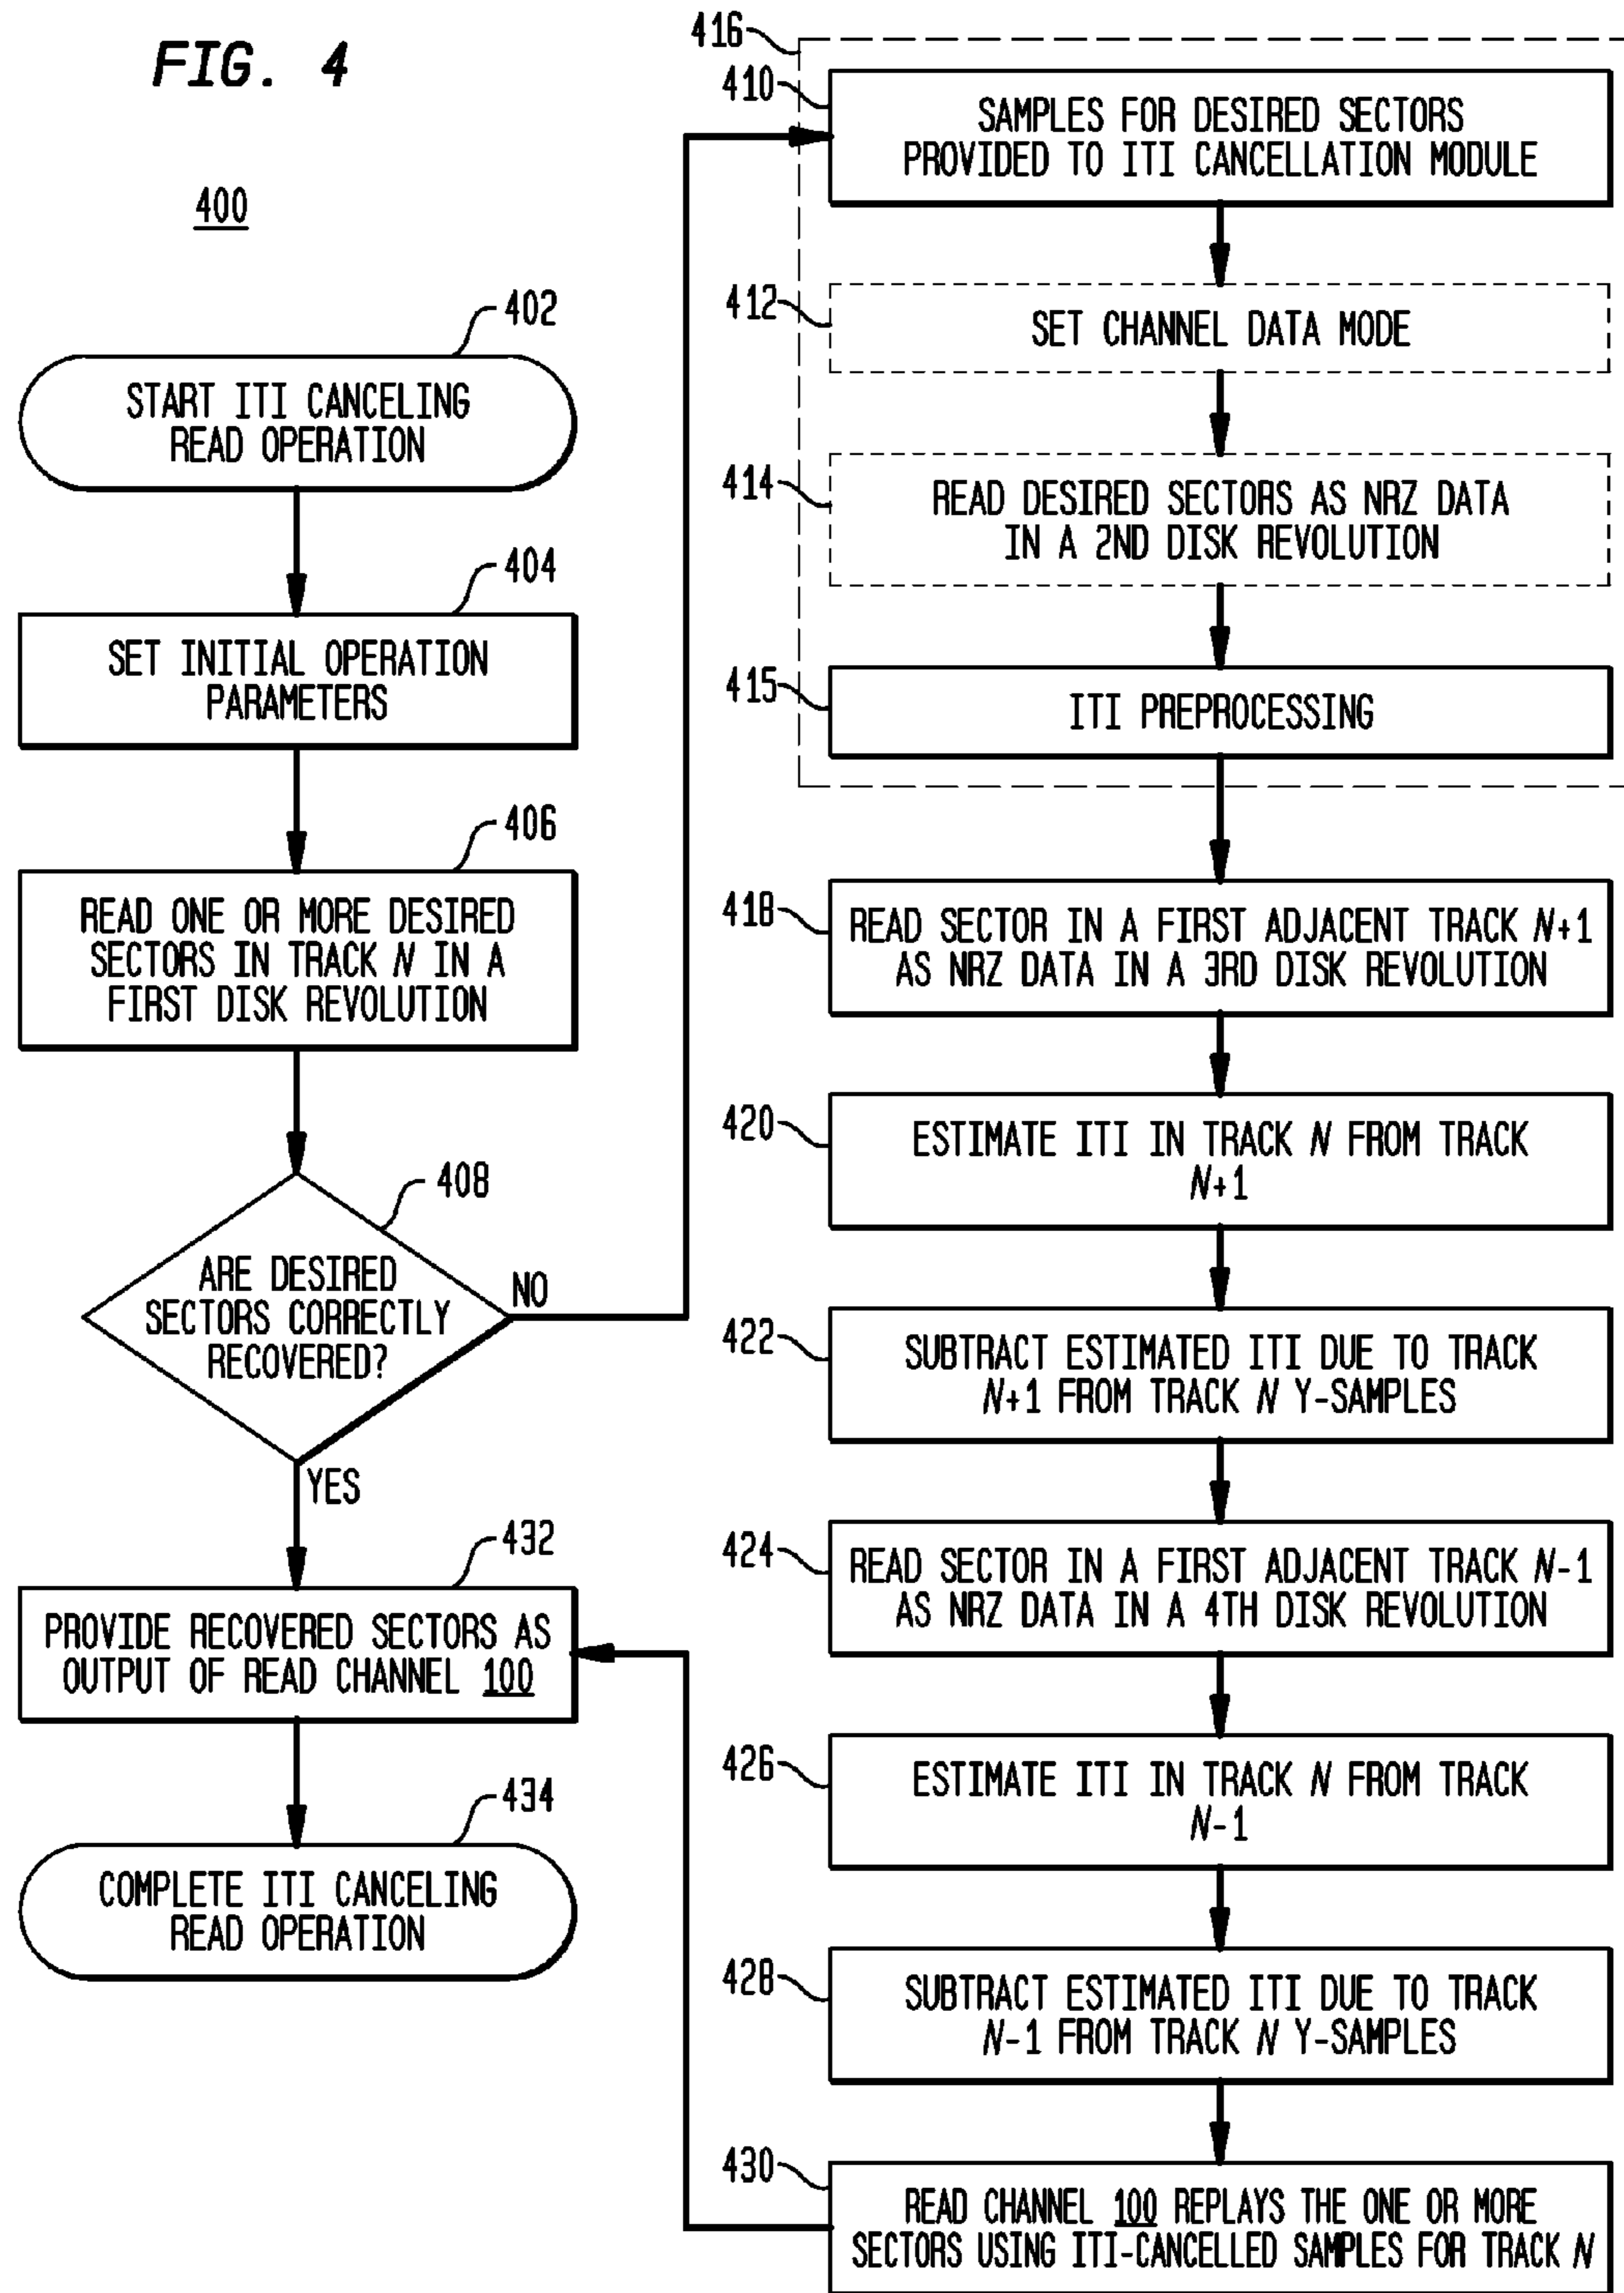 FIG. 4
400
402
START ITI CANCELING
READ OPERATION
404
SET INITIAL OPERATION
PARAMETERS
406
READ ONE OR MORE DESIRED
SECTORS IN TRACK N IN A
FIRST DISK REVOLUTION
408
ARE DESIRED
SECTORS CORRECTLY
RECOVERED?
NO
YES
432
PROVIDE RECOVERED SECTORS AS
OUTPUT OF READ CHANNEL 100
434
COMPLETE ITI CANCELING
READ OPERATION
416
410
SAMPLES FOR DESIRED SECTORS
PROVIDED TO ITI CANCELLATION MODULE
412
SET CHANNEL DATA MODE
414
READ DESIRED SECTORS AS NRZ DATA
IN A 2ND DISK REVOLUTION
415
ITI PREPROCESSING
418
READ SECTOR IN A FIRST ADJACENT TRACK N+1
AS NRZ DATA IN A 3RD DISK REVOLUTION
420
ESTIMATE ITI IN TRACK N FROM TRACK
N+1
422
SUBTRACT ESTIMATED ITI DUE TO TRACK
N+1 FROM TRACK N Y-SAMPLES
424
READ SECTOR IN A FIRST ADJACENT TRACK N-1
AS NRZ DATA IN A 4TH DISK REVOLUTION
426
ESTIMATE ITI IN TRACK N FROM TRACK
N-1
428
SUBTRACT ESTIMATED ITI DUE TO TRACK
N-1 FROM TRACK N Y-SAMPLES
430
READ CHANNEL 100 REPLAYS THE ONE OR MORE
SECTORS USING ITI-CANCELLED SAMPLES FOR TRACK N